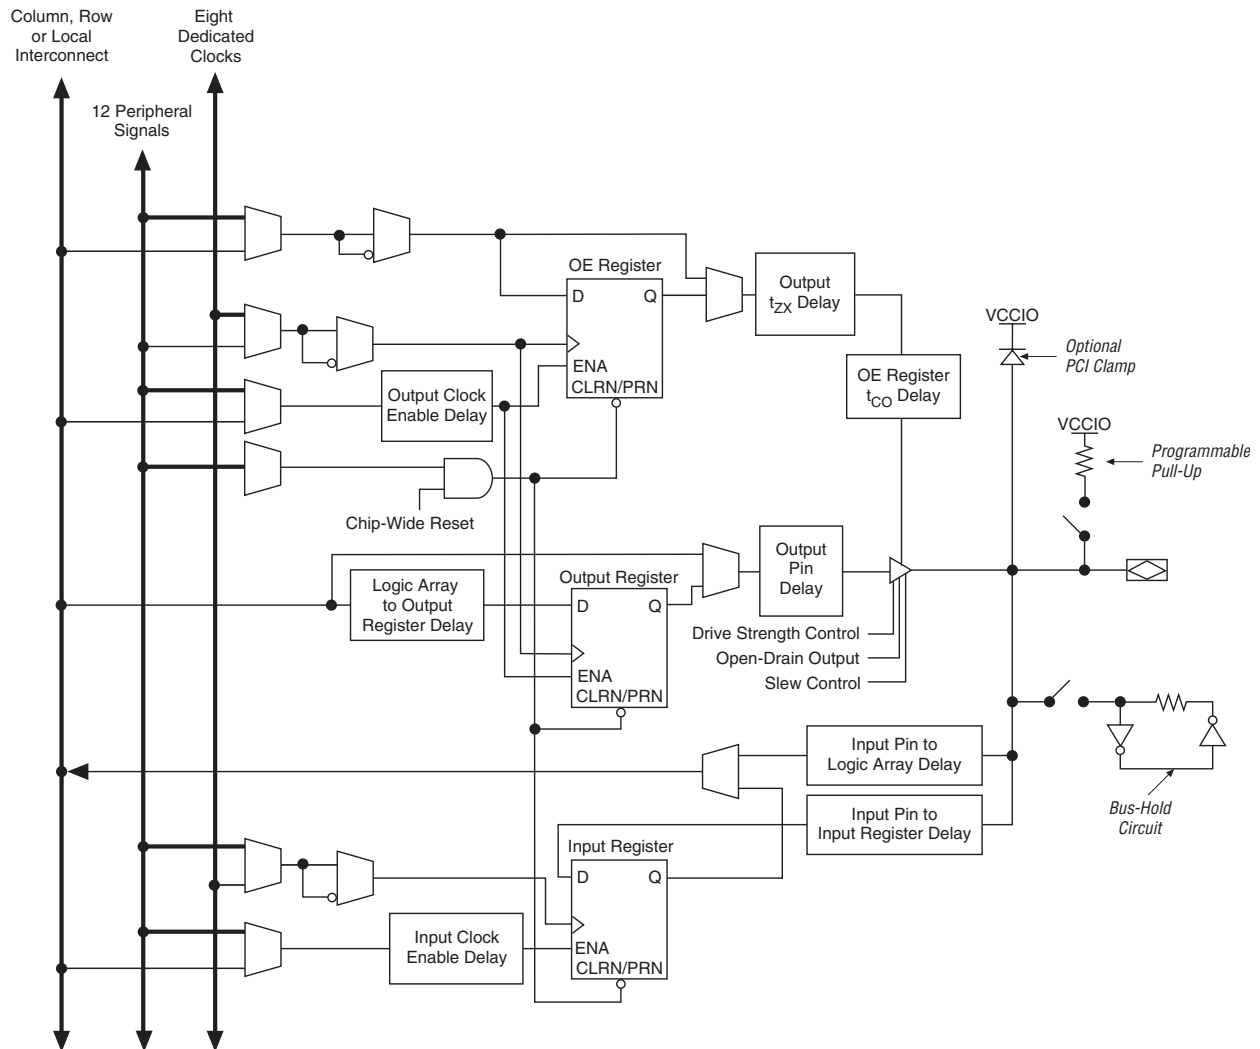 Column, Row
or Local
Interconnect
Eight
Dedicated
Clocks
12 Peripheral
Signals
OE Register
D
Q
ENA
CLRN/PRN
Output
tZX Delay
OE Register
tCO Delay
VCCIO
Optional
PCI Clamp
VCCIO
Programmable
Pull-Up
Output Clock
Enable Delay
Chip-Wide Reset
Logic Array
to Output
Register Delay
Output Register
D
Q
ENA
CLRN/PRN
Output
Pin
Delay
Drive Strength Control
Open-Drain Output
Slew Control
Input Pin to
Logic Array Delay
Input Pin to
Input Register Delay
Bus-Hold
Circuit
Input Register
D
Q
ENA
CLRN/PRN
Input Clock
Enable Delay